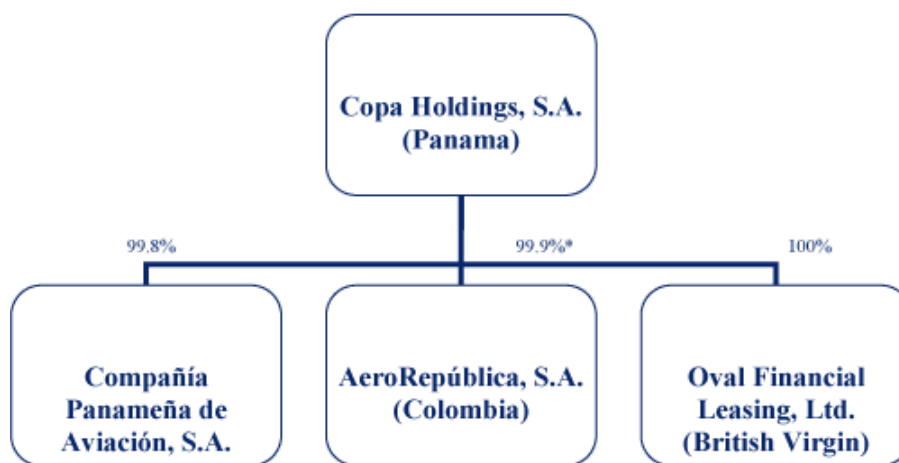 Copa Holdings, S.A.
(Panama)
99.8%
99.9%*
100%
Compañía
Panameña de
Aviación, S.A.
AeroRepública, S.A.
(Colombia)
Oval Financial
Leasing, Ltd.
(British Virgin)